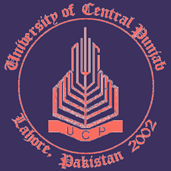 University of Central Punjab
UCP
Lahore, Pakistan 2002